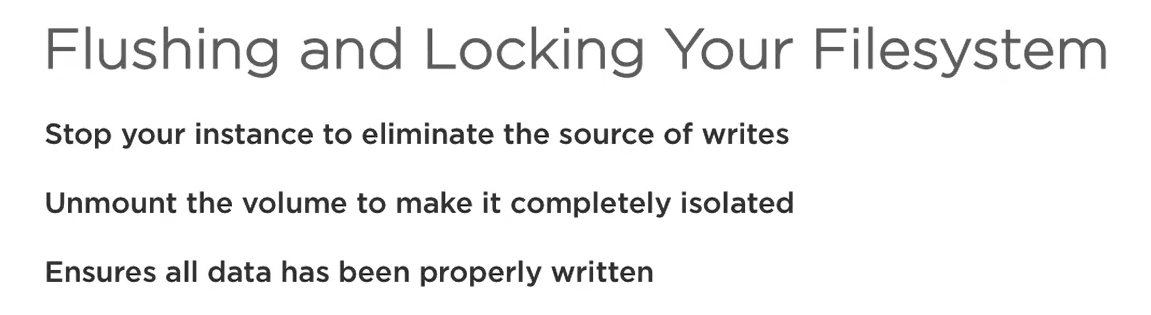 Flushing and Locking Your Filesystem
Stop your instance to eliminate the source of writes
Unmount the volume to make it completely isolated
Ensures all data has been properly written